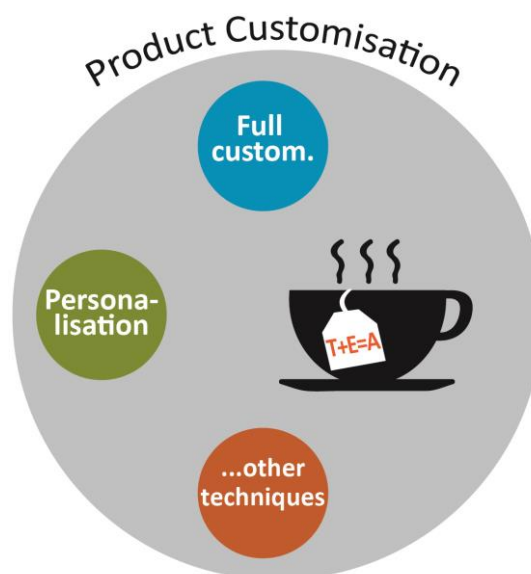 Product Customisation
Full
custom.
Persona-
lisation
T+E=A
...other
techniques